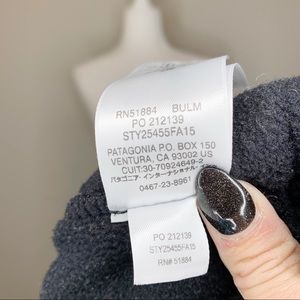 RN51884 BULM
PO 212139
STY25455FA15
PATAGONIA P.O. BOX 150
VENTURA, CA 93002 US
CUIT:30-70924649-2
パタゴニア・インターナショナル
0467-23-8961
PO 212139
STY25455FA15
RN# 51884